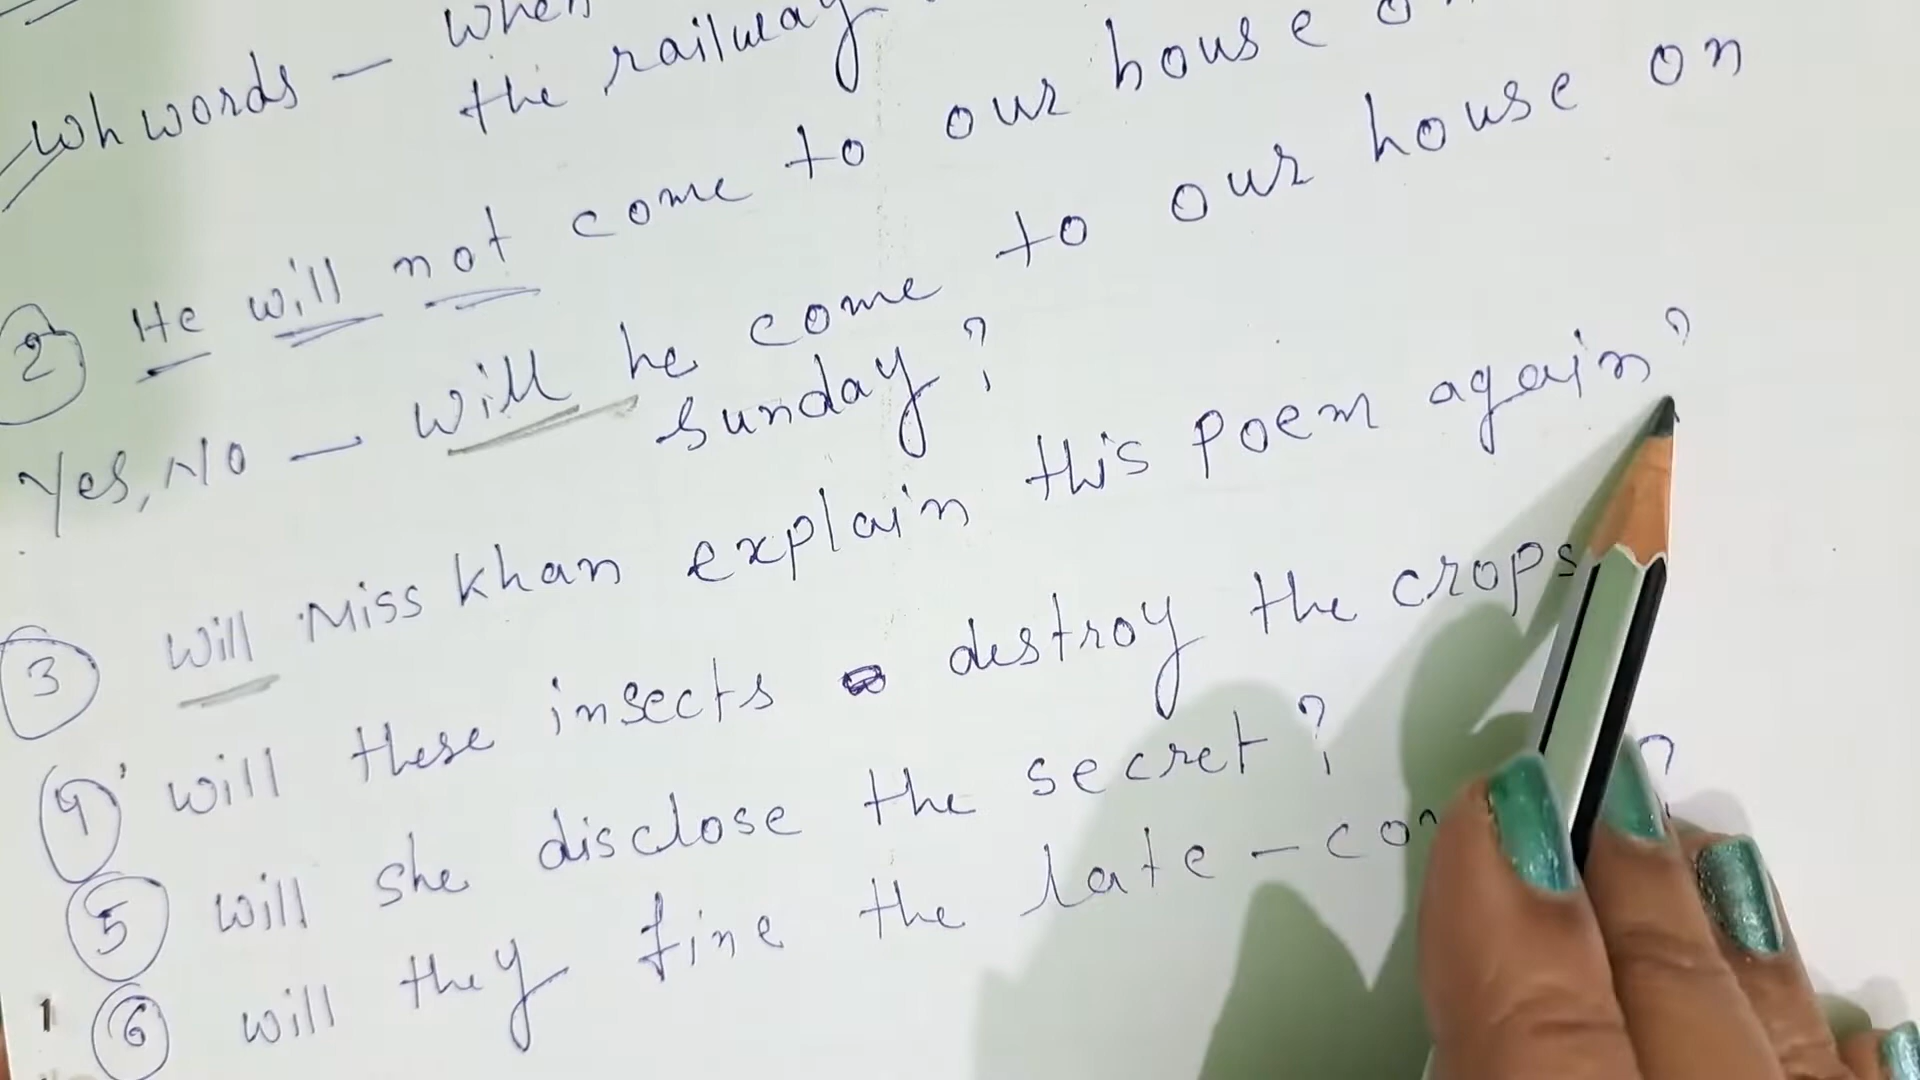 Wh words - When
the railway
② He will not come to our house
Yes, No - Will he come to our house on
Sunday?
③ Will Miss Khan explain this poem again?
④ will these insects destroy the crops
⑤ will she disclose the secret?
⑥ will they fine the late-
1